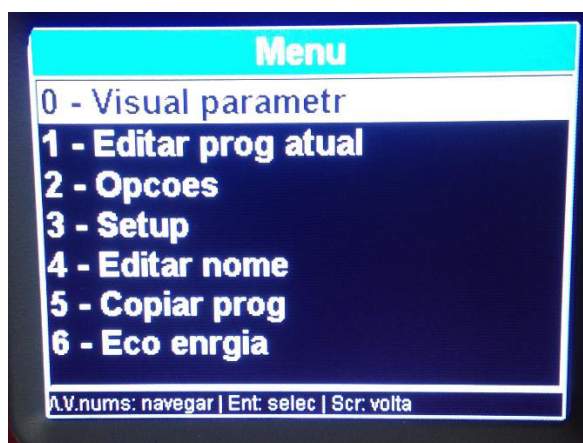 Menu
0 - Visual parametr
1 - Editar prog atual
2 - Opcoes
3 - Setup
4 - Editar nome
5 - Copiar prog
6 - Eco enrgia
Λ.V.nums: navegar | Ent: selec | Scr: volta